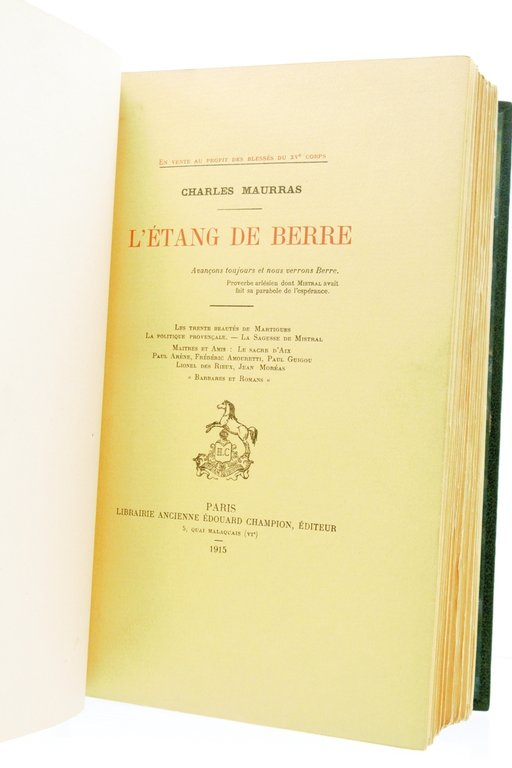 En vente au profit des blessés du XVe corps
CHARLES MAURRAS
L'ÉTANG DE BERRE
Avançons toujours et nous verrons Berre.
Proverbe arlésien dont Mistral avait
fait sa parabole de l'espérance.
Les trente beautés de Martigues
La politique provençale. — La Sagesse de Mistral
Maitres et Amis : Le sacre d'Aix
Paul Arène, Frédéric Amouretti, Paul Guigou
Lionel des Rieux, Jean Moréas
« Barbares et Romans »
H.C
PARIS
LIBRAIRIE ANCIENNE ÉDOUARD CHAMPION, ÉDITEUR
5, QUAI MALAQUAIS (VIe)
1915